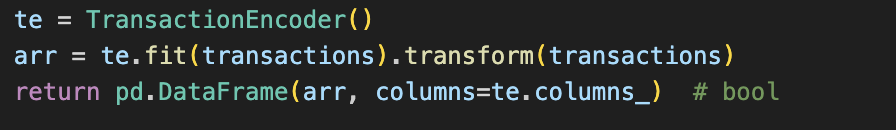 te = TransactionEncoder()
arr = te.fit(transactions).transform(transactions)
return pd.DataFrame(arr, columns=te.columns_)  # bool